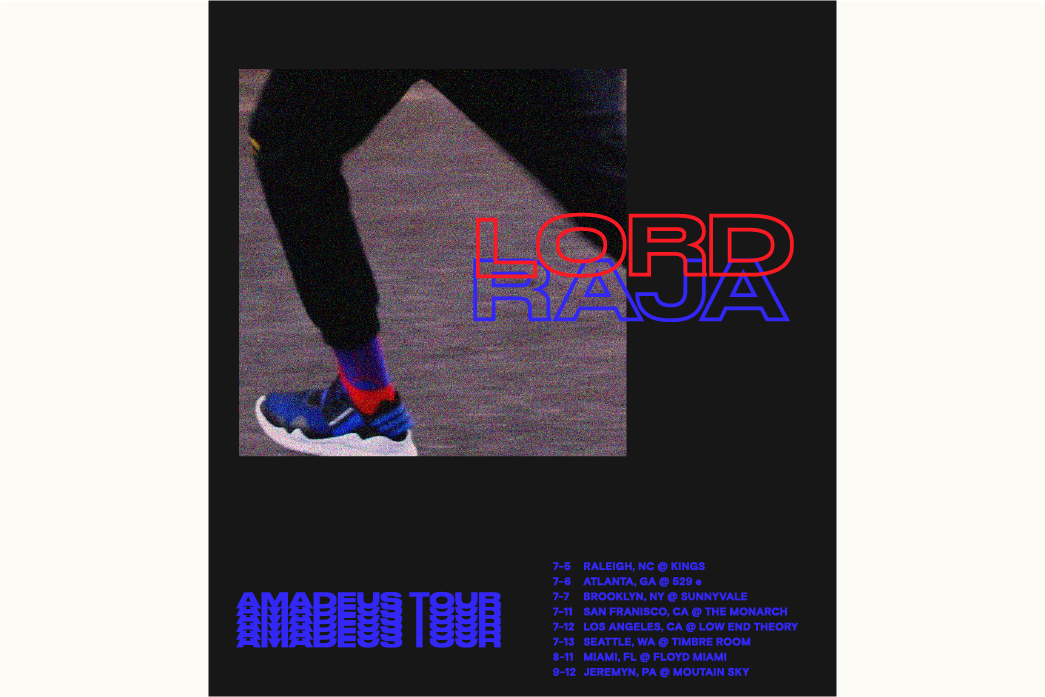 LORD
RAJA
AMADEUS TOUR
7-5 RALEIGH, NC @ KINGS
7-6 ATLANTA, GA @ 529
7-7 BROOKLYN, NY @ SUNNYVALE
7-11 SAN FRANISCO, CA @ THE MONARCH
7-12 LOS ANGELES, CA @ LOW END THEORY
7-13 SEATTLE, WA @ TIMBRE ROOM
8-11 MIAMI, FL @ FLOYD MIAMI
9-12 JEREMYN, PA @ MOUTAIN SKY